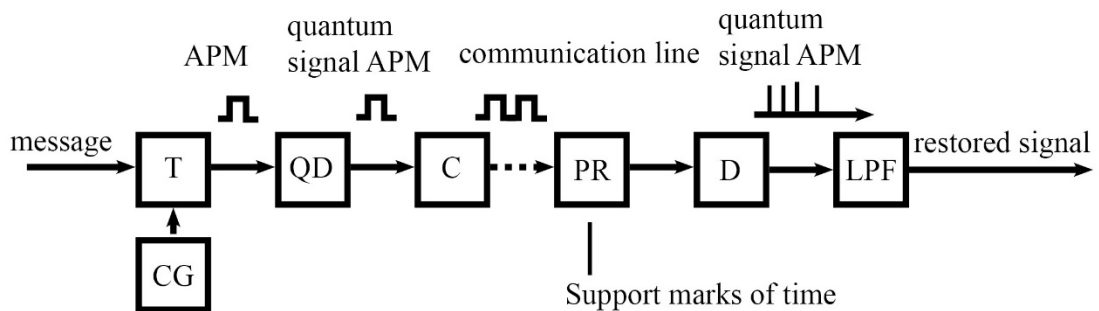 quantum
signal APM
quantum
signal APM
APM
communication line
message
restored signal
T
QD
C
PR
D
LPF
CG
Support marks of time